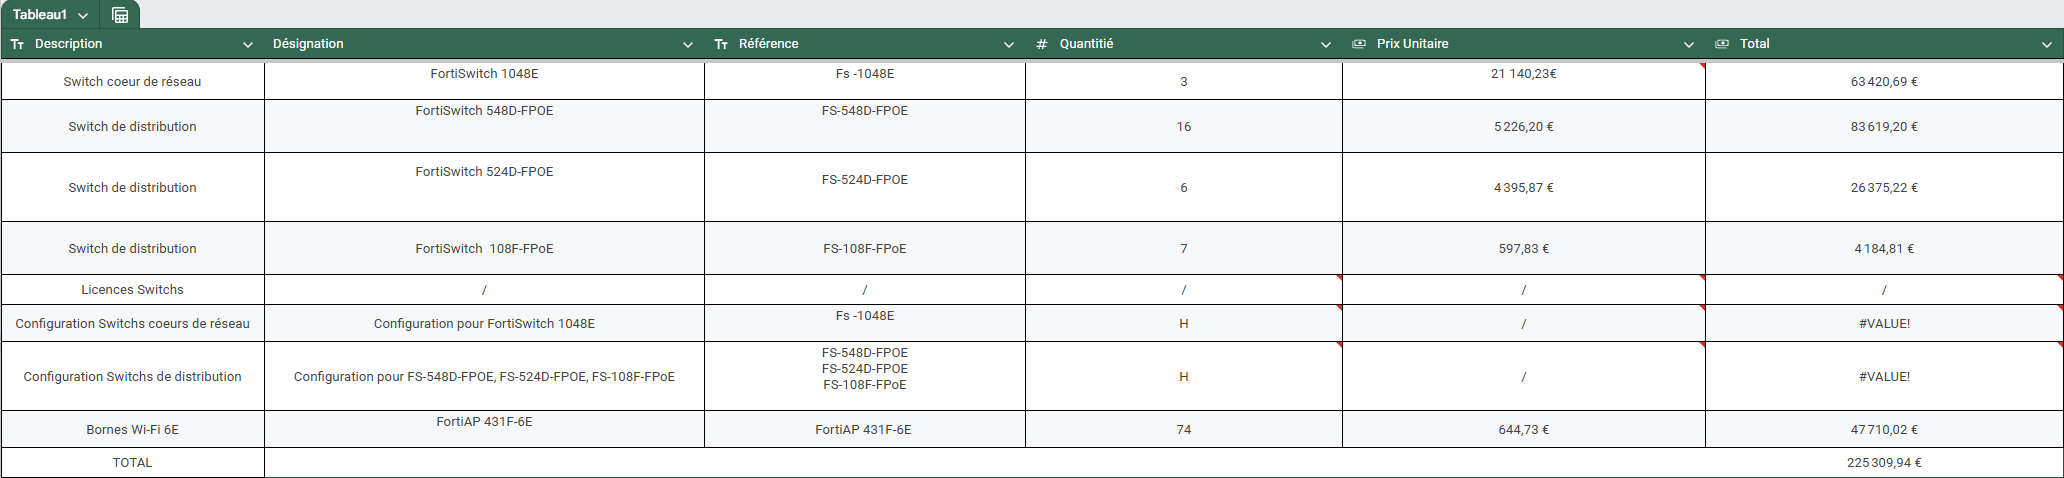 Tableau1
Description Désignation Référence Quantitié Prix Unitaire Total
Switch coeur de réseau FortiSwitch 1048E Fs -1048E 3 21 140,23€ 63 420,69 €
Switch de distribution FortiSwitch 548D-FPOE FS-548D-FPOE 16 5 226,20 € 83 619,20 €
Switch de distribution FortiSwitch 524D-FPOE FS-524D-FPOE 6 4 395,87 € 26 375,22 €
Switch de distribution FortiSwitch  108F-FPoE FS-108F-FPoE 7 597,83 € 4 184,81 €
Licences Switchs / / / / /
Configuration Switchs coeurs de réseau Configuration pour FortiSwitch 1048E Fs -1048E H / #VALUE!
Configuration Switchs de distribution Configuration pour FS-548D-FPOE, FS-524D-FPOE, FS-108F-FPoE FS-548D-FPOE
FS-524D-FPOE
FS-108F-FPoE H / #VALUE!
Bornes Wi-Fi 6E FortiAP 431F-6E FortiAP 431F-6E 74 644,73 € 47 710,02 €
TOTAL 225 309,94 €